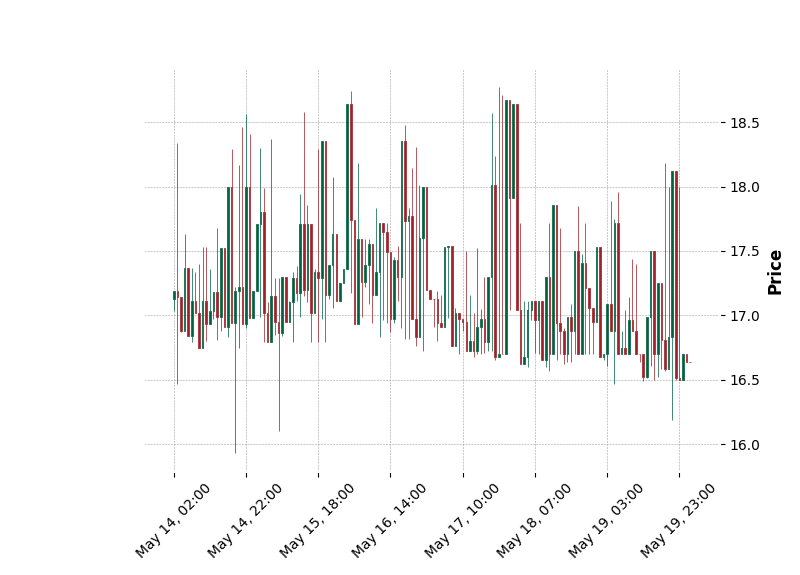 18.5
18.0
17.5
17.0
16.5
16.0
Price
May 14, 02:00
May 14, 22:00
May 15, 18:00
May 16, 14:00
May 17, 10:00
May 18, 07:00
May 19, 03:00
May 19, 23:00